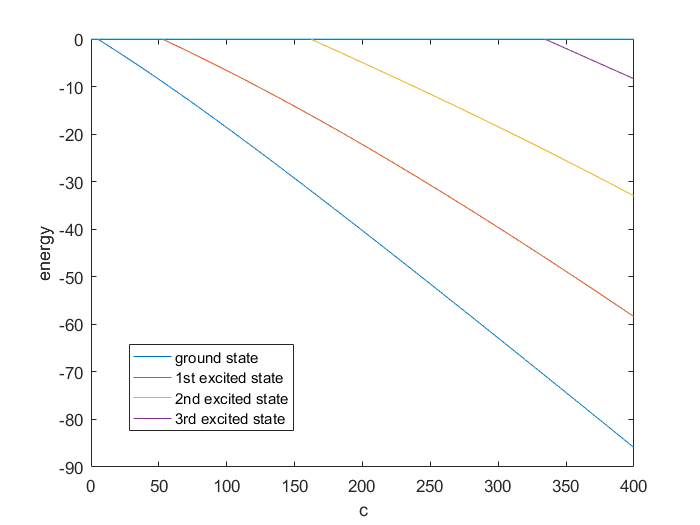 0
-10
-20
-30
-40
-50
-60
-70
-80
-90
energy
ground state
1st excited state
2nd excited state
3rd excited state
0 50 100 150 200 250 300 350 400
c